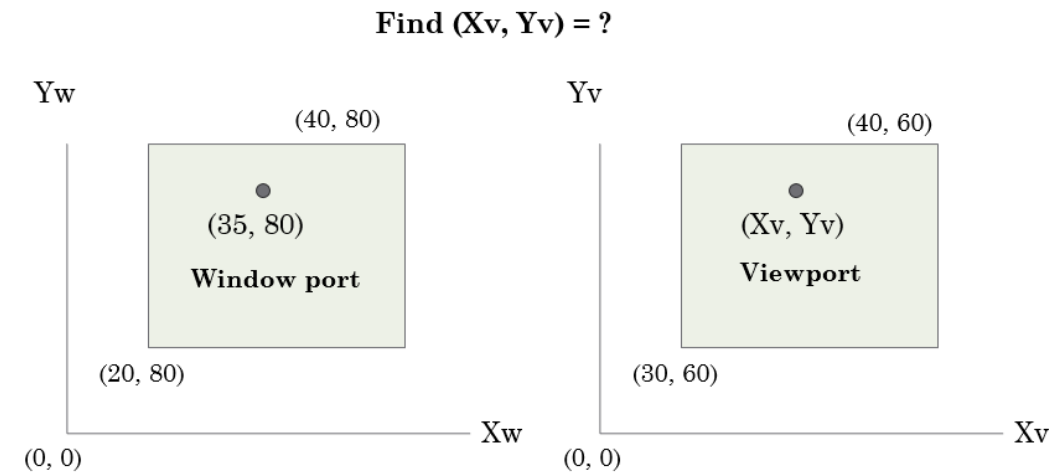 Find (Xv, Yv) = ?
Yw
(40, 80)
(35, 80)
Window port
(20, 80)
Xw
(0, 0)
Yv
(40, 60)
(Xv, Yv)
Viewport
(30, 60)
Xv
(0, 0)